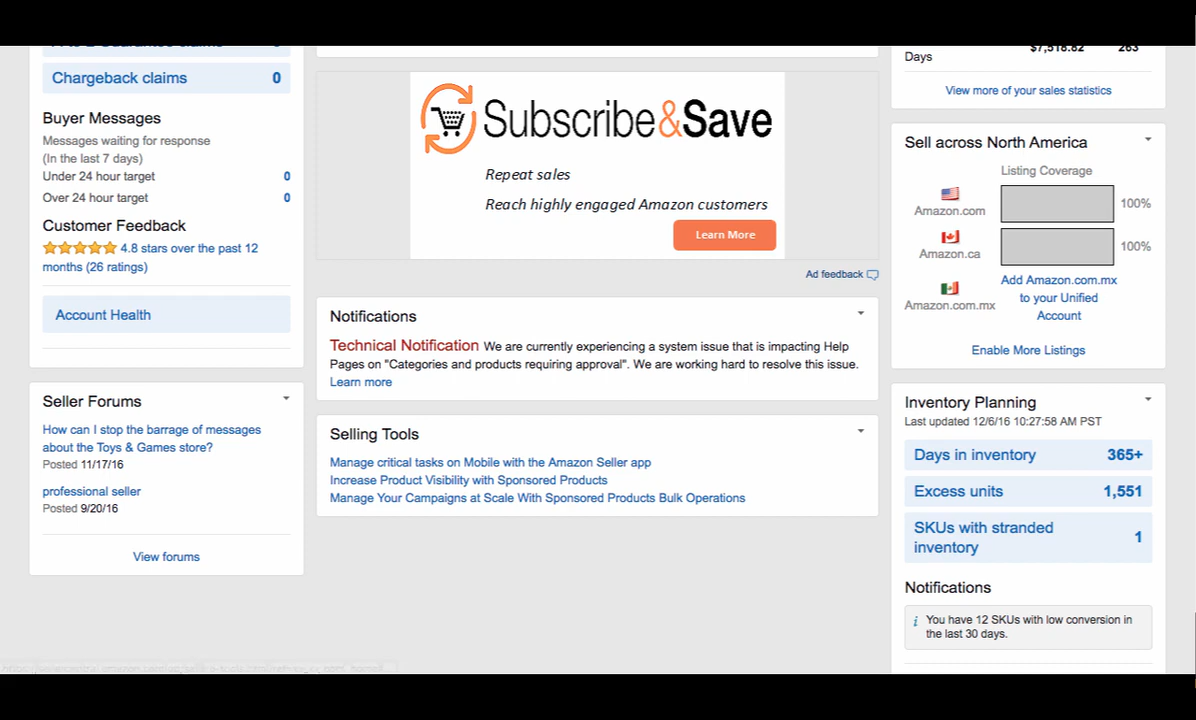 A to Z Guarantee claims
Chargeback claims 0
Buyer Messages
Messages waiting for response
(In the last 7 days)
Under 24 hour target 0
Over 24 hour target 0
Customer Feedback
4.8 stars over the past 12
months (26 ratings)
Account Health
Seller Forums
How can I stop the barrage of messages
about the Toys & Games store?
Posted 11/17/16
professional seller
Posted 9/20/16
View forums
Subscribe&Save
Repeat sales
Reach highly engaged Amazon customers
Learn More
Ad feedback
Notifications
Technical Notification We are currently experiencing a system issue that is impacting Help
Pages on "Categories and products requiring approval". We are working hard to resolve this issue.
Learn more
Selling Tools
Manage critical tasks on Mobile with the Amazon Seller app
Increase Product Visibility with Sponsored Products
Manage Your Campaigns at Scale With Sponsored Products Bulk Operations
Days $7,518.82 263
View more of your sales statistics
Sell across North America
Listing Coverage
Amazon.com 100%
Amazon.ca 100%
Amazon.com.mx
Add Amazon.com.mx
to your Unified
Account
Enable More Listings
Inventory Planning
Last updated 12/6/16 10:27:58 AM PST
Days in inventory 365+
Excess units 1,551
SKUs with stranded
inventory 1
Notifications
You have 12 SKUs with low conversion in
the last 30 days.